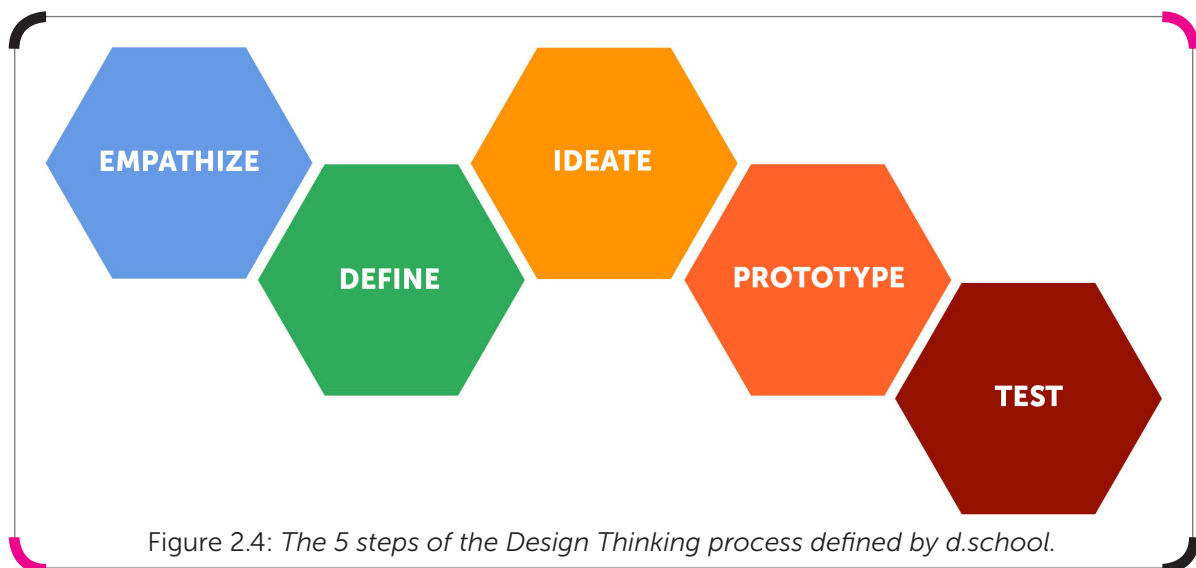 EMPATHIZE
DEFINE
IDEATE
PROTOTYPE
TEST
Figure 2.4: The 5 steps of the Design Thinking process defined by d.school.